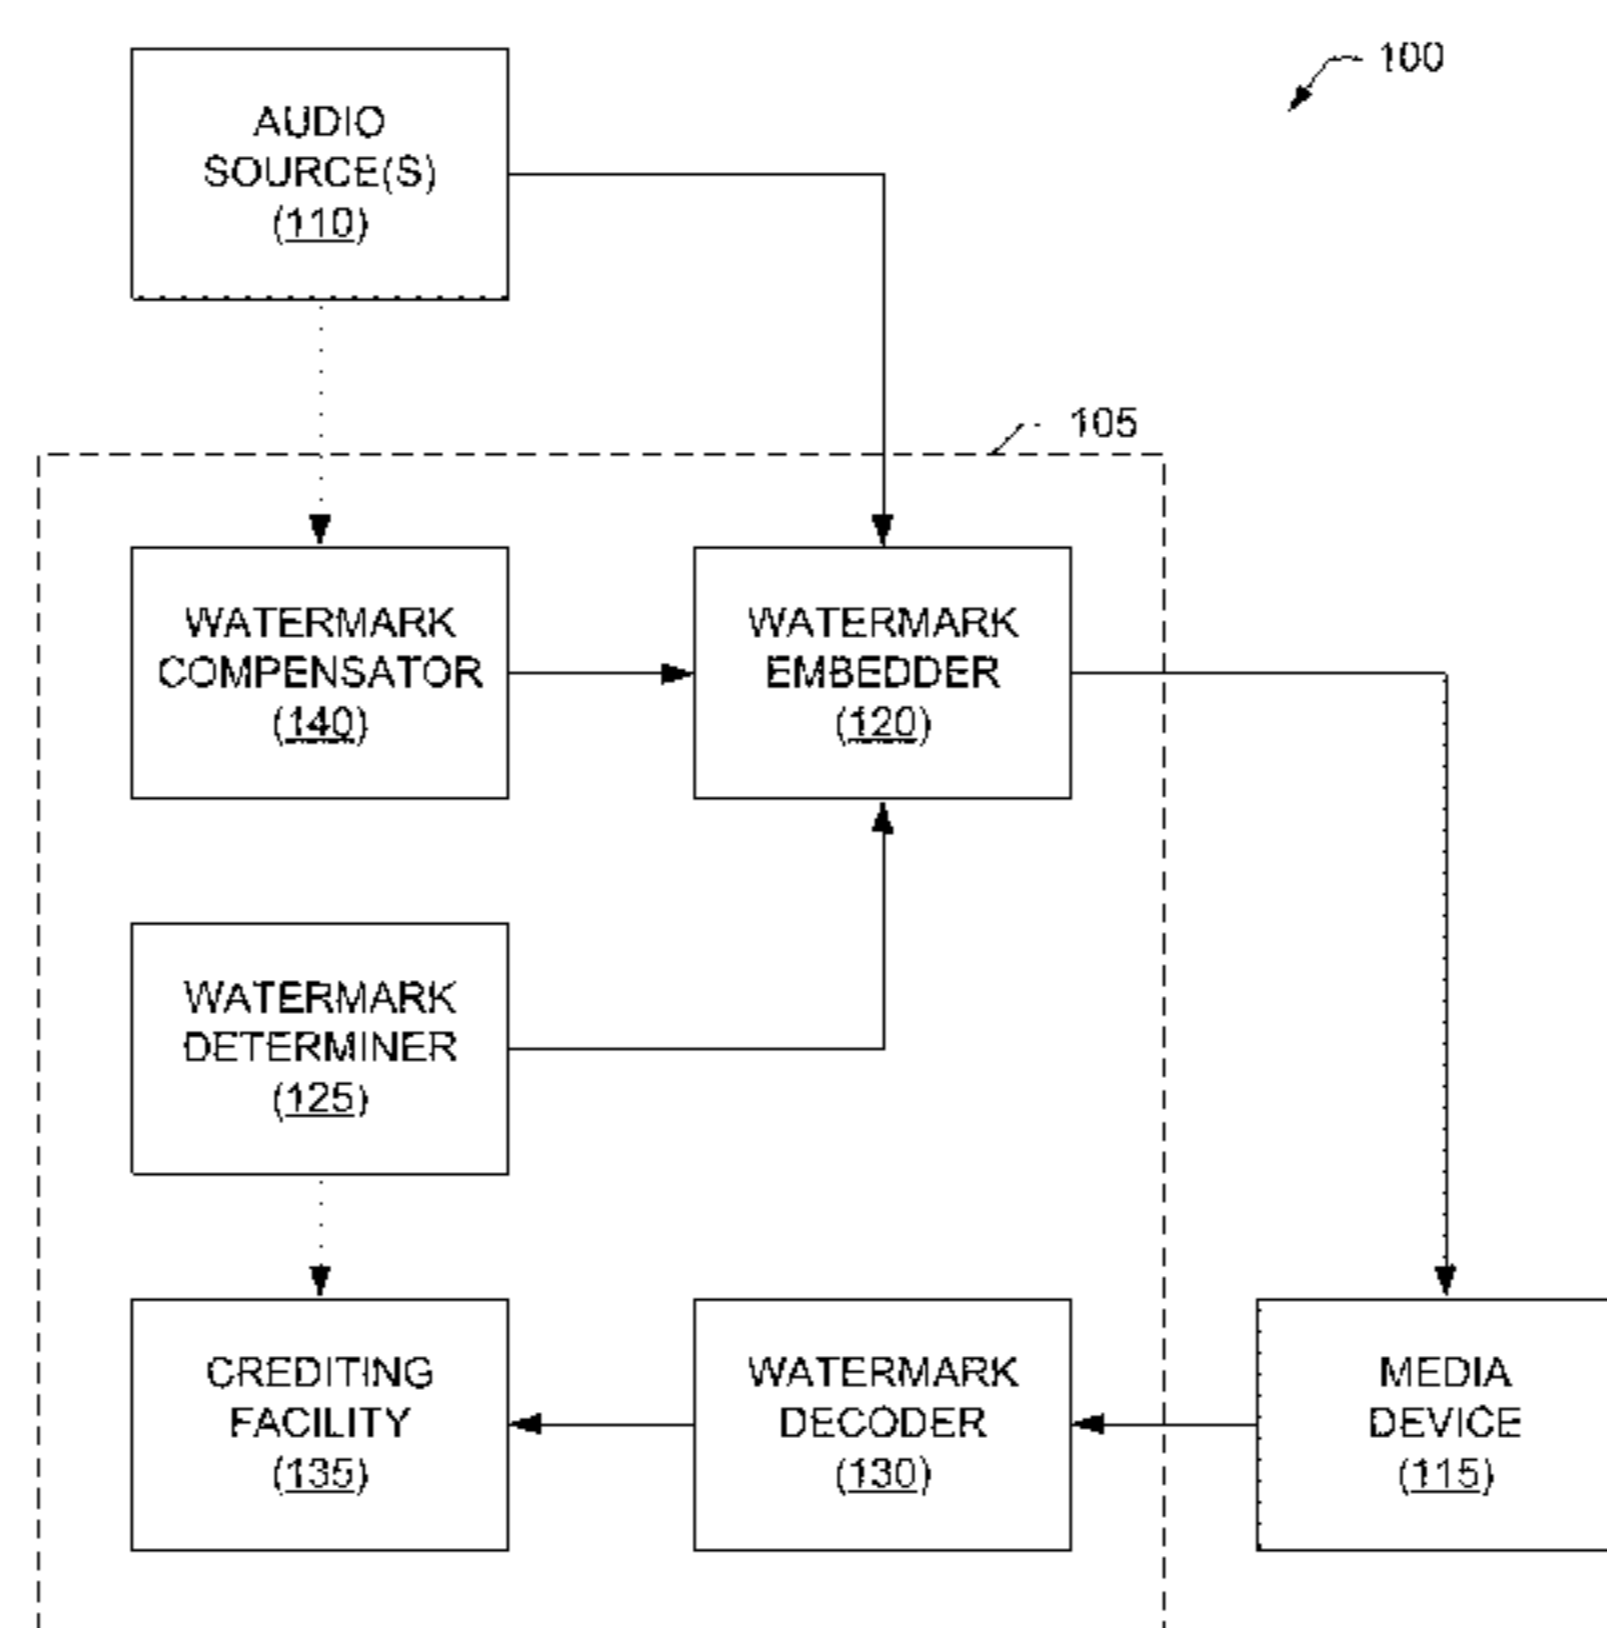 100
AUDIO
SOURCE(S)
(110)
105
WATERMARK
COMPENSATOR
(140)
WATERMARK
EMBEDDER
(120)
WATERMARK
DETERMINER
(125)
CREDITING
FACILITY
(135)
WATERMARK
DECODER
(130)
MEDIA
DEVICE
(115)